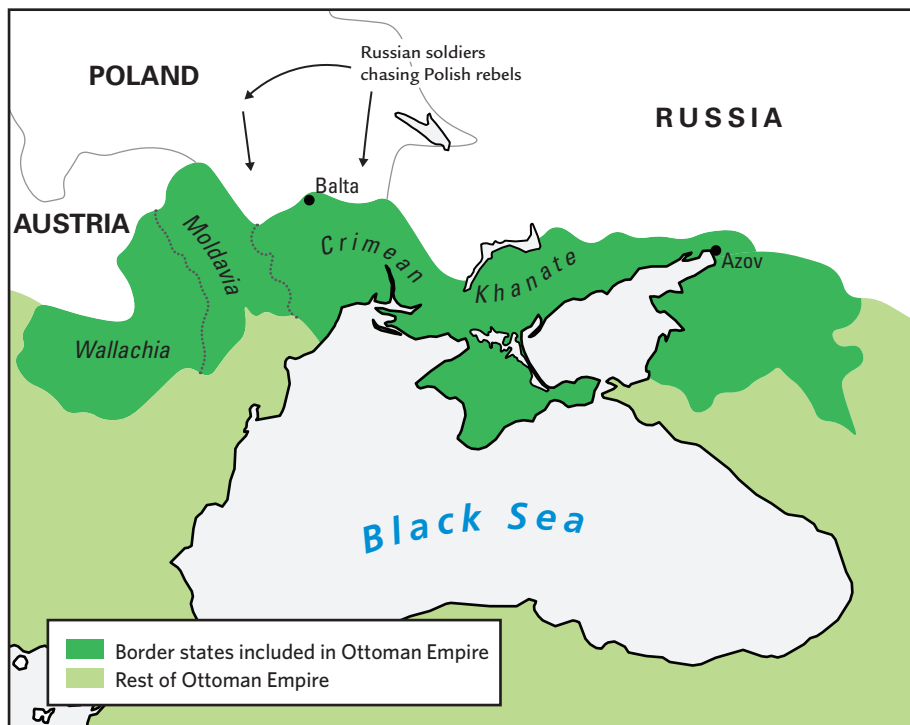 Russian soldiers
chasing Polish rebels
POLAND
RUSSIA
Balta
AUSTRIA
Moldavia
Crimean
Khanate
Azov
Wallachia
Black Sea
Border states included in Ottoman Empire
Rest of Ottoman Empire